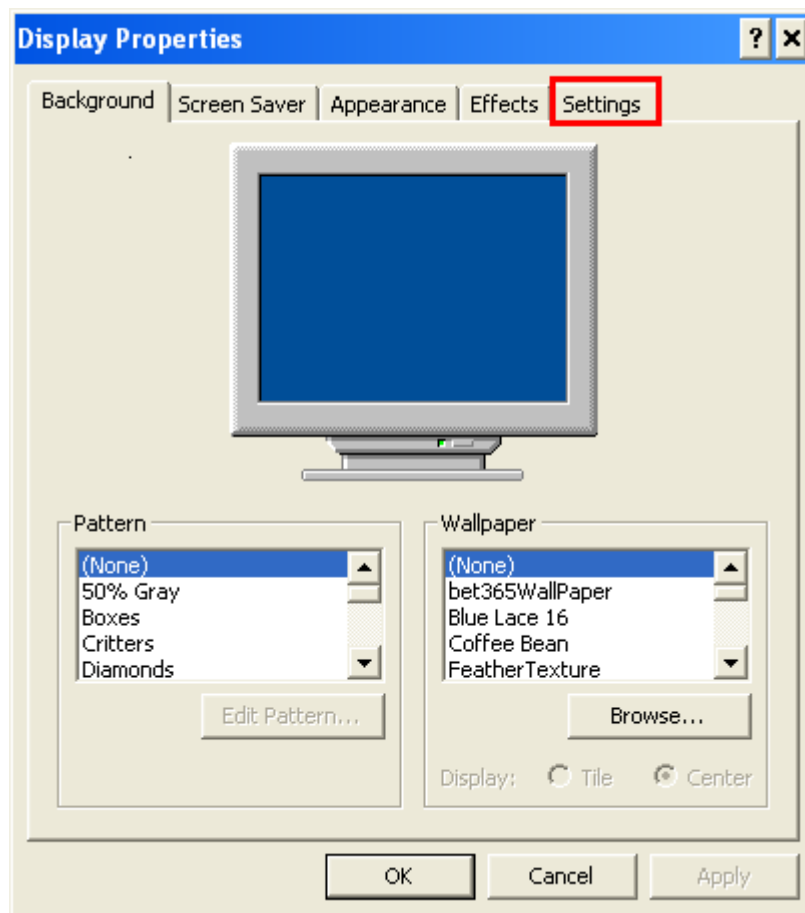 Display Properties
?
Background Screen Saver Appearance Effects Settings
Pattern
(None)
50% Gray
Boxes
Critters
Diamonds
Edit Pattern...
Wallpaper
(None)
bet365WallPaper
Blue Lace 16
Coffee Bean
FeatherTexture
Browse...
Display: Tile Center
OK Cancel Apply